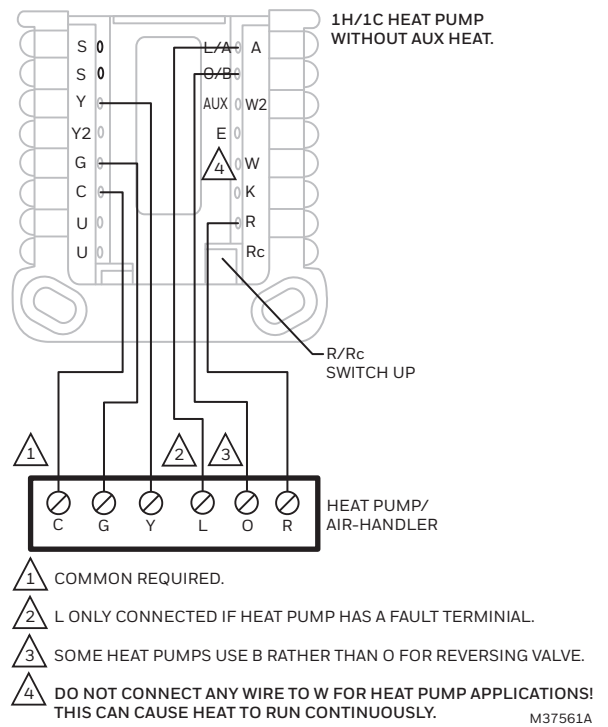 1H/1C HEAT PUMP
WITHOUT AUX HEAT.
S L/A A
S O/B
Y AUX W2
Y2 E
G 4 W
C K
U R
U Rc
R/Rc
SWITCH UP
1 2 3
C G Y L O R
HEAT PUMP/
AIR-HANDLER
1 COMMON REQUIRED.
2 L ONLY CONNECTED IF HEAT PUMP HAS A FAULT TERMINIAL.
3 SOME HEAT PUMPS USE B RATHER THAN O FOR REVERSING VALVE.
4 DO NOT CONNECT ANY WIRE TO W FOR HEAT PUMP APPLICATIONS!
THIS CAN CAUSE HEAT TO RUN CONTINUOUSLY.
M37561A